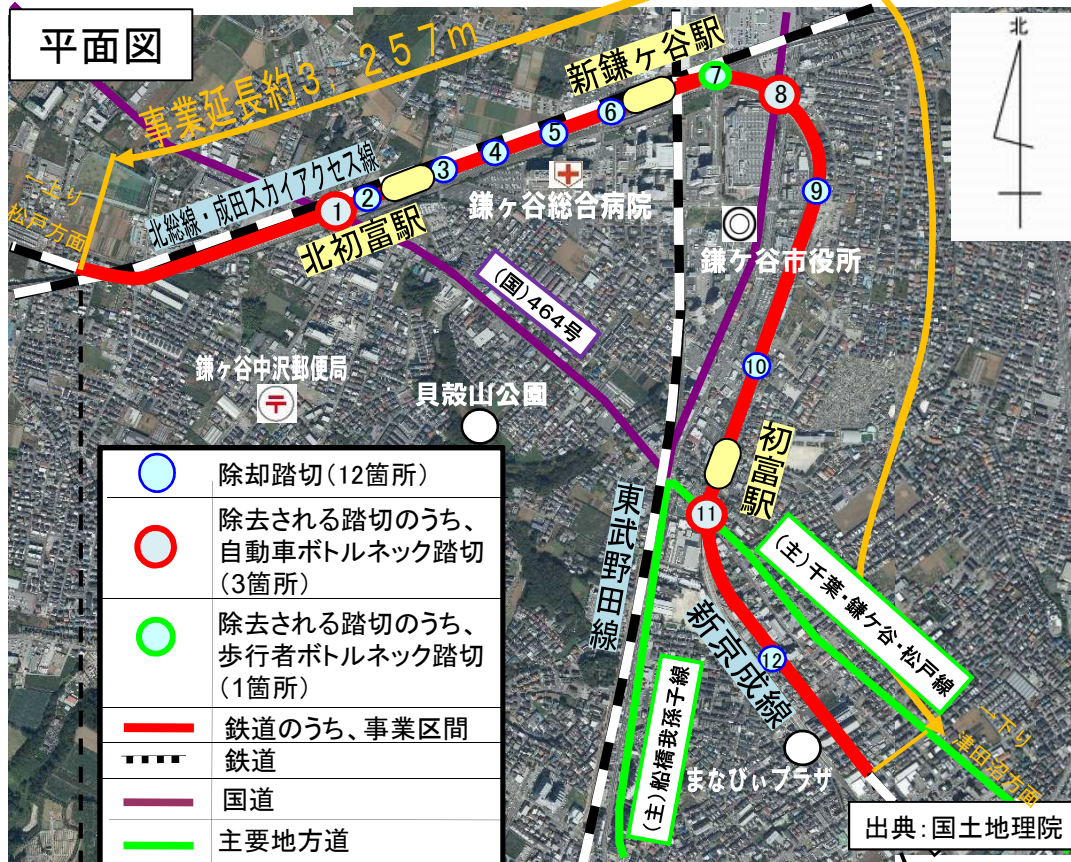 平面図
北
事業延長約3,257m
新鎌ヶ谷駅
北総線・成田スカイアクセス線
北初富駅
←上り
松戸方面
1
2
3
4
5
6
7
8
9
10
11
12
鎌ヶ谷総合病院
鎌ケ谷市役所
(国)464号
鎌ヶ谷中沢郵便局
貝殻山公園
初富駅
東武野田線
(主)千葉・鎌ケ谷・松戸線
新京成線
(主)船橋我孫子線
まなびぃプラザ
→下り
津田沼方面
除却踏切(12箇所)
除去される踏切のうち、
自動車ボトルネック踏切
(3箇所)
除去される踏切のうち、
歩行者ボトルネック踏切
(1箇所)
鉄道のうち、事業区間
鉄道
国道
主要地方道
出典:国土地理院